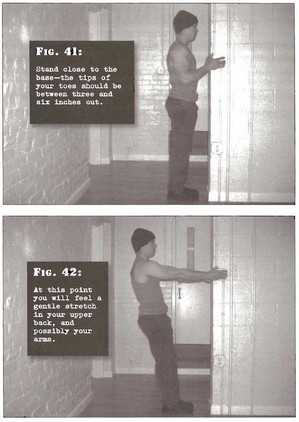 FIG. 41:
Stand close to the
base—the tips of
your toes should be
between three and
six inches out.
FIG. 42:
At this point
you will feel a
gentle stretch
in your upper
back, and
possibly your
arms.